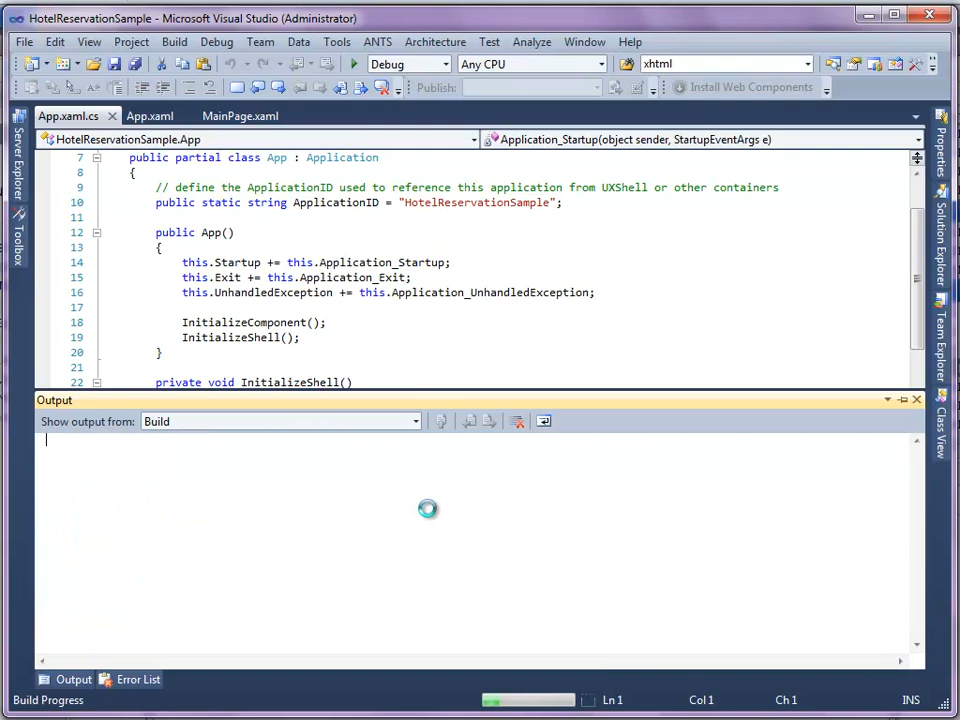 HotelReservationSample - Microsoft Visual Studio (Administrator)
File Edit View Project Build Debug Team Data Tools ANTS Architecture Test Analyze Window Help
Debug Any CPU xhtml
Publish: Install Web Components
App.xaml.cs App.xaml MainPage.xaml
HotelReservationSample.App Application_Startup(object sender, StartupEventArgs e)
7 public partial class App : Application
8 {
9 // define the ApplicationID used to reference this application from UXShell or other containers
10 public static string ApplicationID = "HotelReservationSample";
11
12 public App()
13 {
14 this.Startup += this.Application_Startup;
15 this.Exit += this.Application_Exit;
16 this.UnhandledException += this.Application_UnhandledException;
17
18 InitializeComponent();
19 InitializeShell();
20 }
21
22 private void InitializeShell()
Server Explorer
Toolbox
Properties
Solution Explorer
Team Explorer
Class View
Output
Show output from: Build
Output Error List
Build Progress Ln 1 Col 1 Ch 1 INS